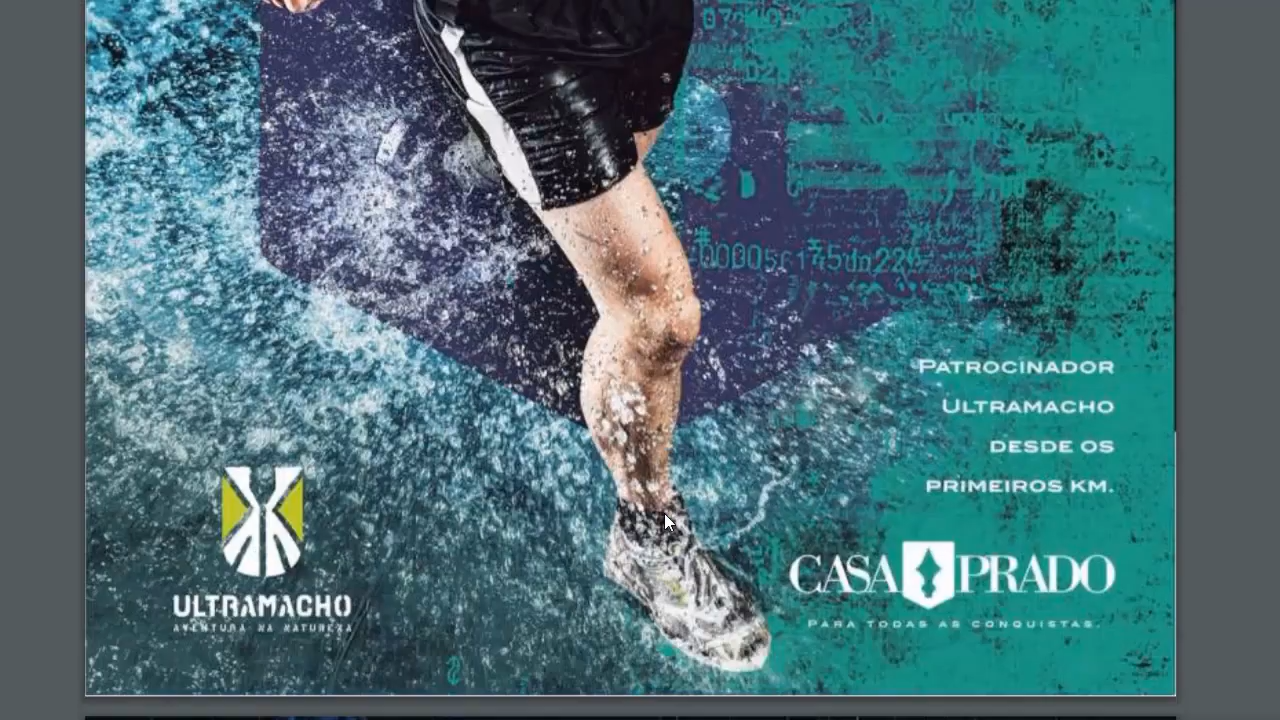 PATROCINADOR
ULTRAMACHO
DESDE OS
PRIMEIROS KM.
CASA PRADO
PARA TODAS AS CONQUISTAS.
ULTRAMACHO
AVENTURA NA NATUREZA